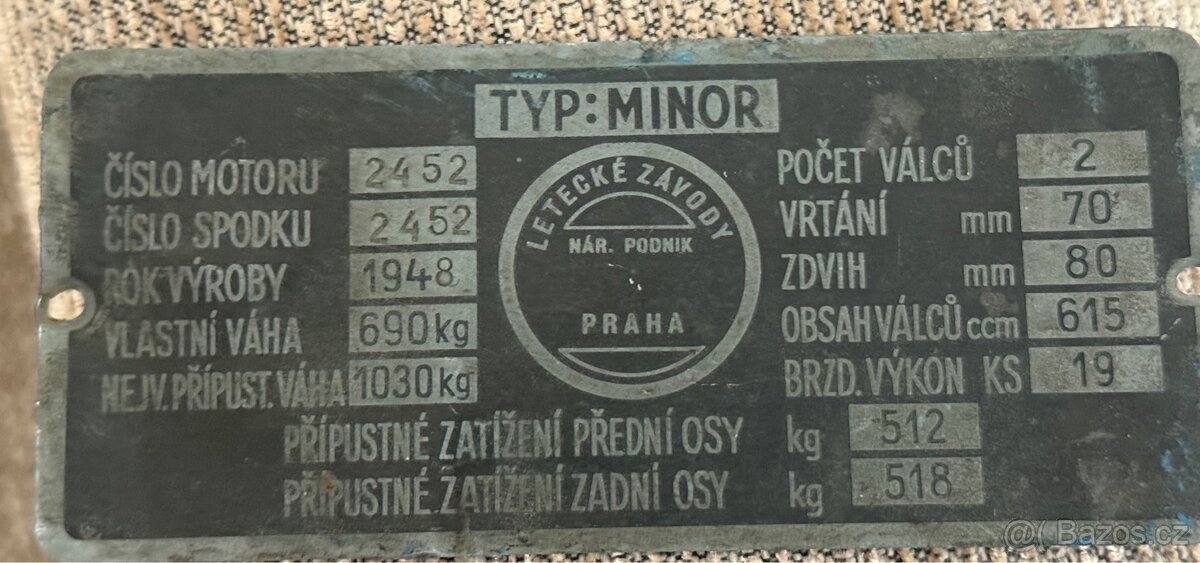 TYP: MINOR
ČÍSLO MOTORU 2452
ČÍSLO SPODKU 2452
ROK VÝROBY 1948
VLASTNÍ VÁHA 690 kg
NEJV. PŘÍPUST. VÁHA 1030 kg
LETECKÉ ZÁVODY
NÁR. PODNIK
PRAHA
POČET VÁLCŮ 2
VRTÁNÍ mm 70
ZDVIH mm 80
OBSAH VÁLCŮ ccm 615
BRZD. VÝKON KS 19
PŘÍPUSTNÉ ZATÍŽENÍ PŘEDNÍ OSY kg 512
PŘÍPUSTNÉ ZATÍŽENÍ ZADNÍ OSY kg 518
@( Bazos.cz